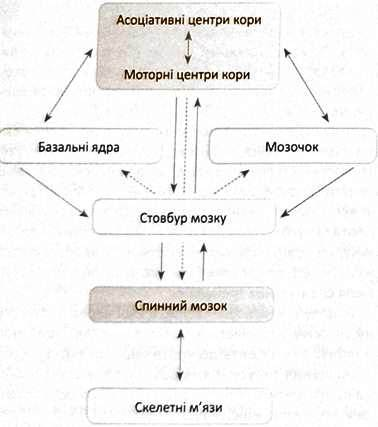 Асоціативні центри кори
Моторні центри кори
Базальні ядра
Мозочок
Стовбур мозку
Спинний мозок
Скелетні м'язи